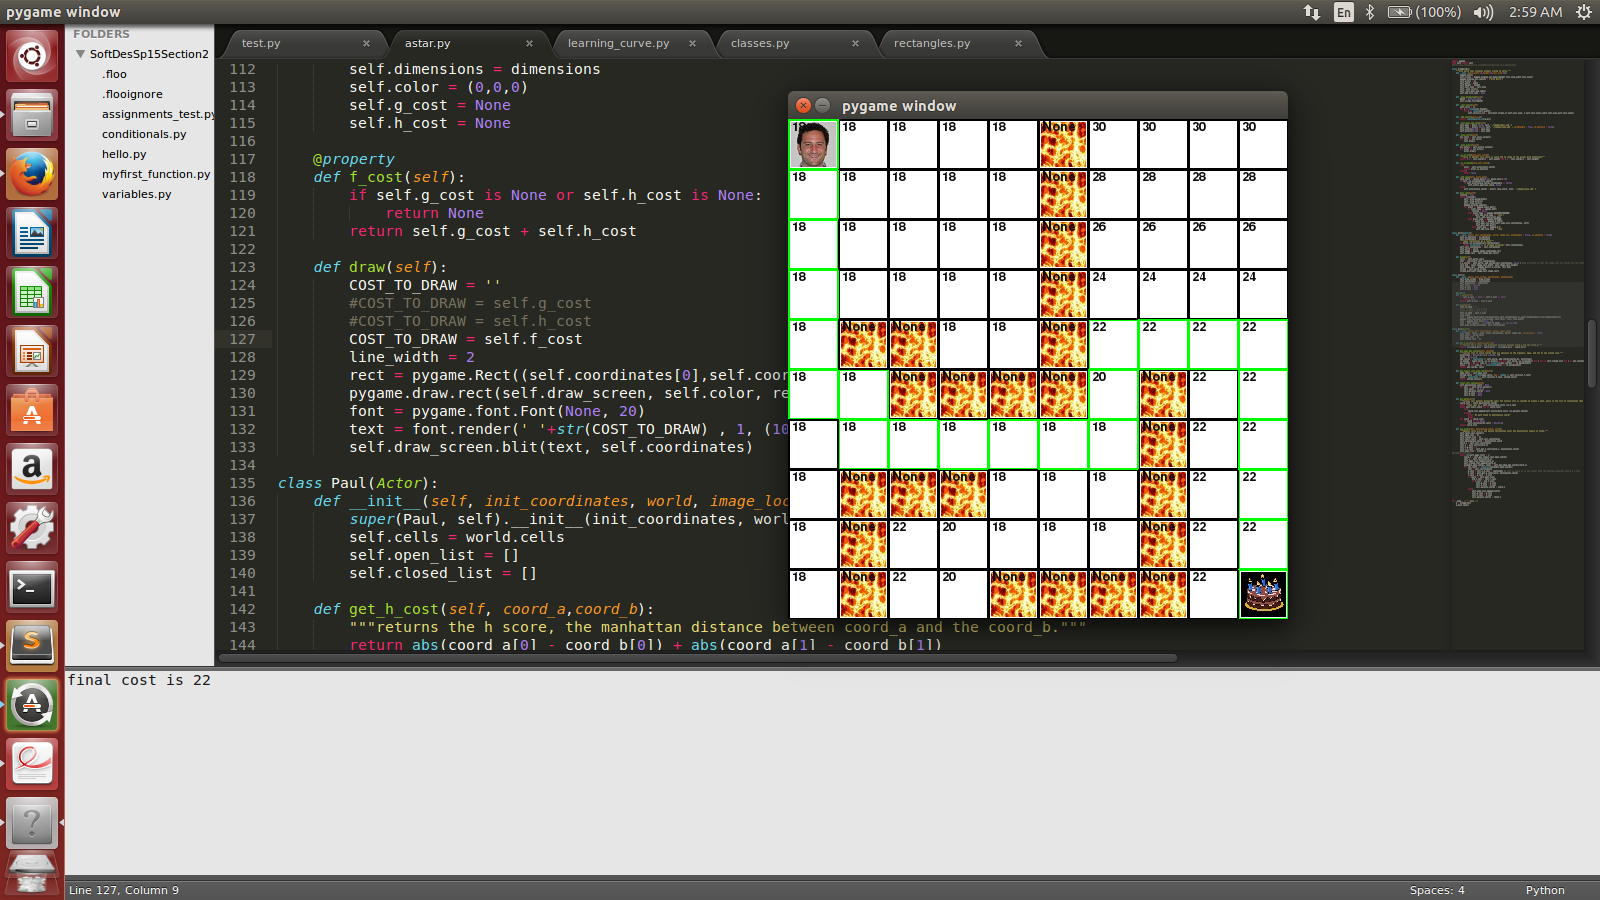 pygame window
En
(100%)
2:59 AM
FOLDERS
SoftDesSp15Section2
.floo
.flooignore
assignments_test.py
conditionals.py
hello.py
myfirst_function.py
variables.py
test.py × astar.py × learning_curve.py × classes.py × rectangles.py ×
112 self.dimensions = dimensions
113 self.color = (0,0,0)
114 self.g_cost = None
115 self.h_cost = None
116
117 @property
118 def f_cost(self):
119 if self.g_cost is None or self.h_cost is None:
120 return None
121 return self.g_cost + self.h_cost
122
123 def draw(self):
124 COST_TO_DRAW = ''
125 #COST_TO_DRAW = self.g_cost
126 #COST_TO_DRAW = self.h_cost
127 COST_TO_DRAW = self.f_cost
128 line_width = 2
129 rect = pygame.Rect((self.coordinates[0],self.coor
130 pygame.draw.rect(self.draw_screen, self.color, re
131 font = pygame.font.Font(None, 20)
132 text = font.render(' '+str(COST_TO_DRAW) , 1, (10
133 self.draw_screen.blit(text, self.coordinates)
134
135 class Paul(Actor):
136 def __init__(self, init_coordinates, world, image_loc
137 super(Paul, self).__init__(init_coordinates, worl
138 self.cells = world.cells
139 self.open_list = []
140 self.closed_list = []
141
142 def get_h_cost(self, coord_a,coord_b):
143 """returns the h score, the manhattan distance between coord_a and the coord_b."""
144 return abs(coord_a[0] - coord_b[0]) + abs(coord_a[1] - coord_b[1])
pygame window
18 18 18 18 18 None 30 30 30 30
18 18 18 18 18 None 28 28 28 28
18 18 18 18 18 None 26 26 26 26
18 18 18 18 18 None 24 24 24 24
18 None None 18 18 None 22 22 22 22
18 18 None None None None 20 None 22 22
18 18 18 18 18 18 18 None 22 22
18 None None None 18 18 18 None 22 22
18 None 22 20 18 18 18 None 22 22
18 None 22 20 None None None None 22
final cost is 22
Line 127, Column 9
Spaces: 4
Python